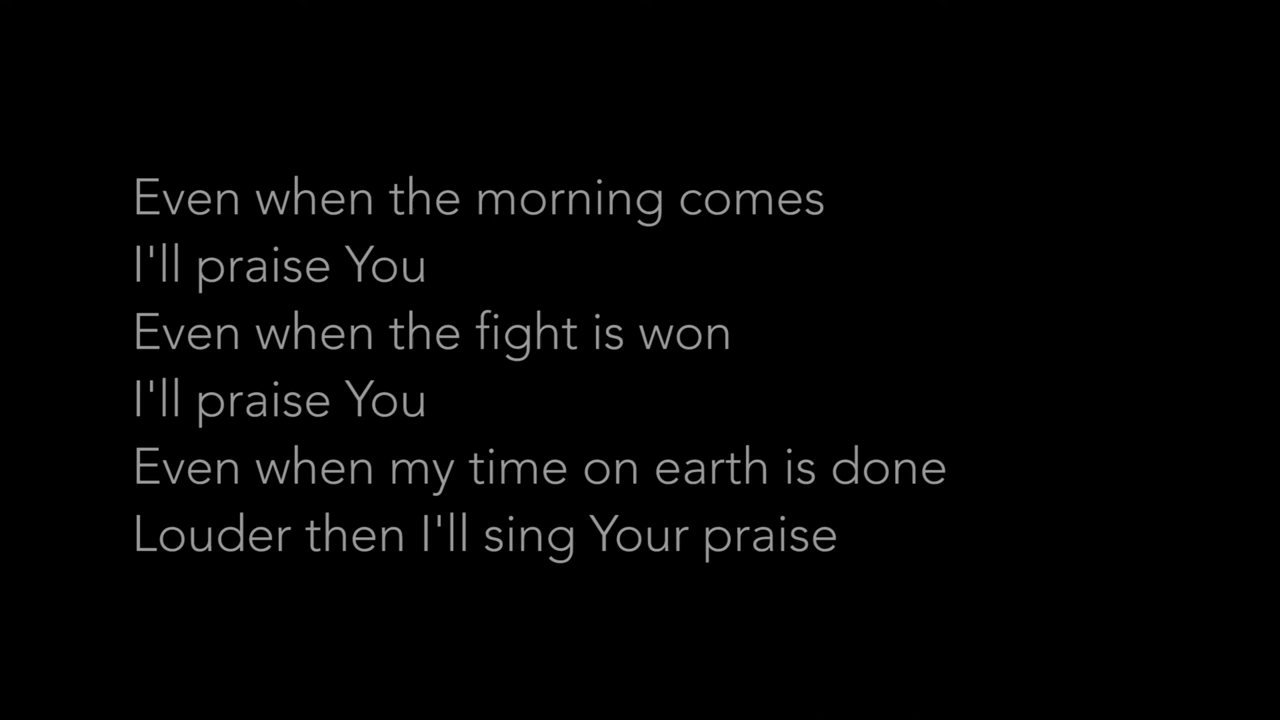 Even when the morning comes
I'll praise You
Even when the fight is won
I'll praise You
Even when my time on earth is done
Louder then I'll sing Your praise